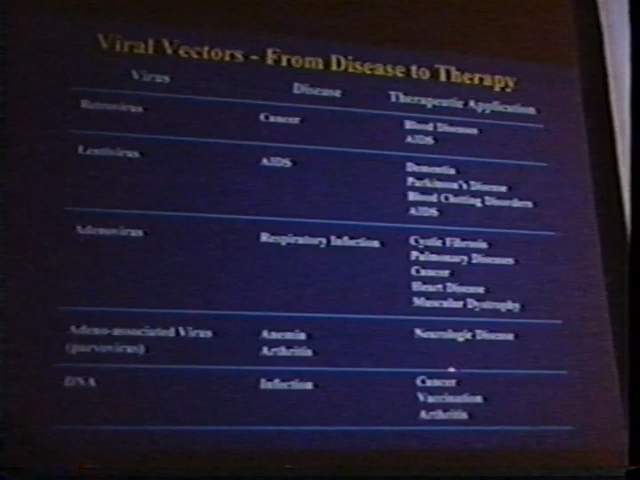 Viral Vectors - From Disease to Therapy
Virus Disease Therapeutic Application
Retrovirus Cancer Blood Diseases
AIDS
Lentivirus AIDS Dementia
Parkinson's Disease
Blood Clotting Disorders
AIDS
Adenovirus Respiratory Infection Cystic Fibrosis
Pulmonary Diseases
Cancer
Heart Disease
Muscular Dystrophy
Adeno-associated Virus Anemia Neurologic Disease
(parvovirus) Arthritis
DNA Infection Cancer
Vaccination
Arthritis